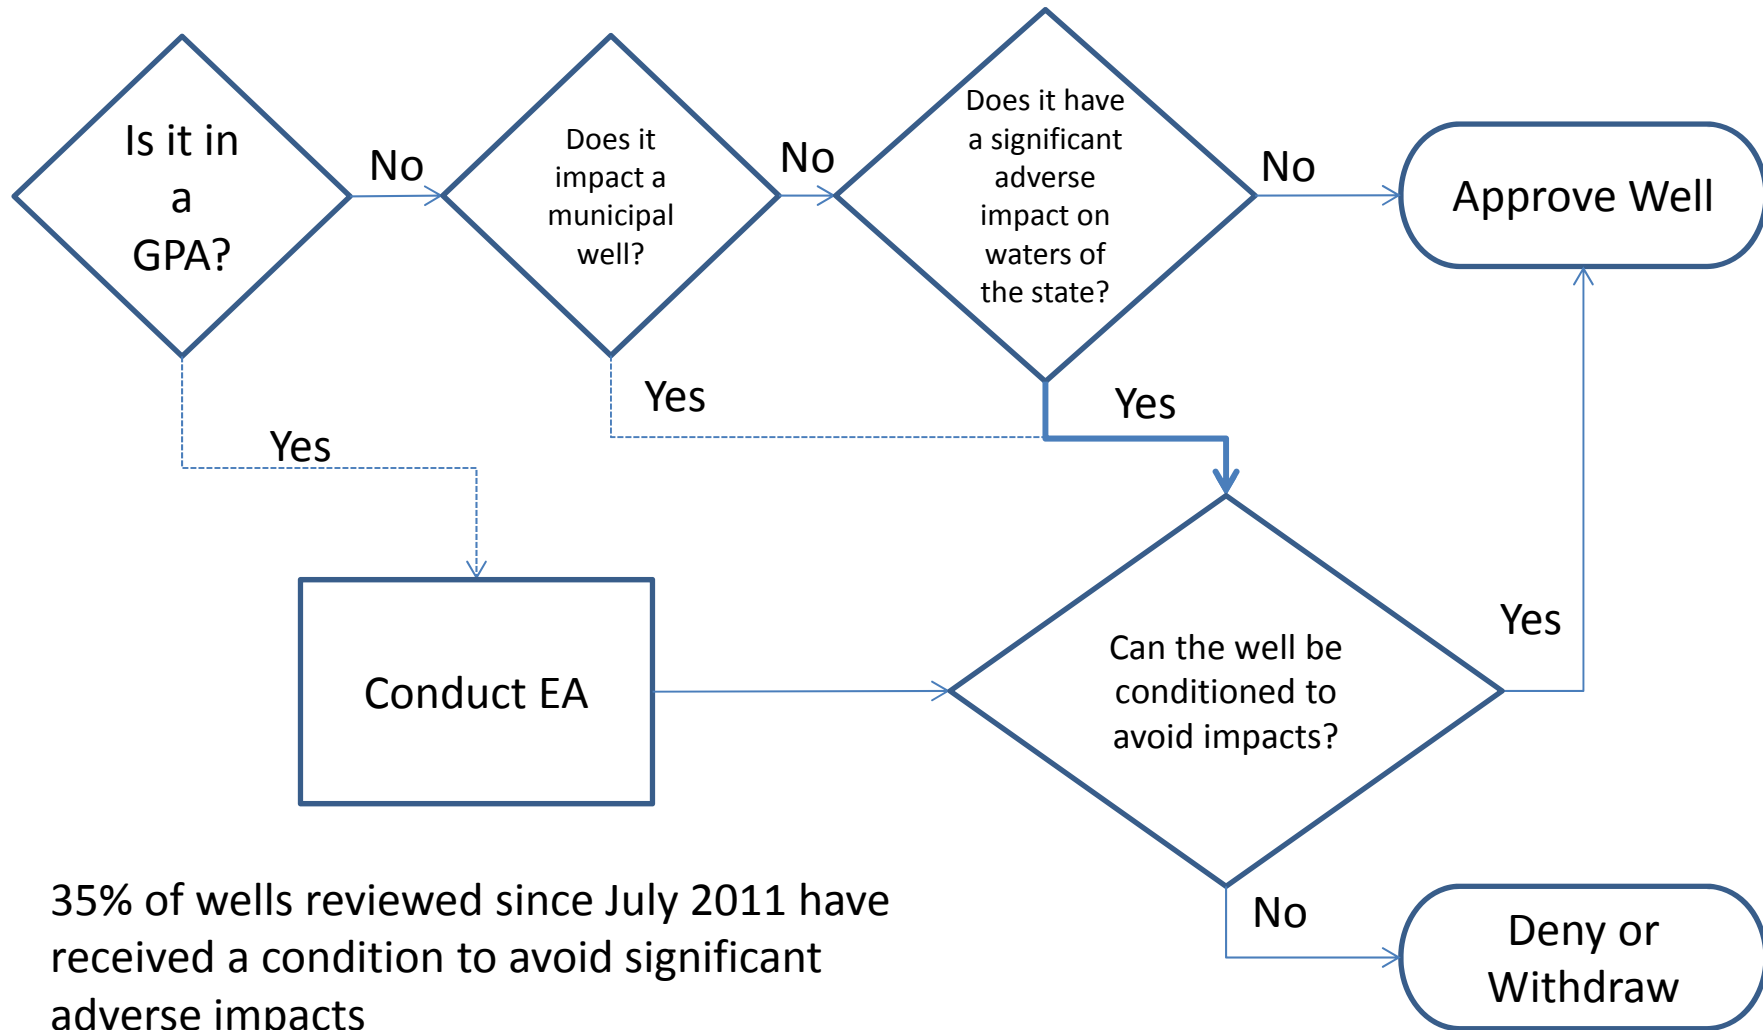 Is it in
a
GPA?
No
Does it
impact a
municipal
well?
No
Does it have
a significant
adverse
impact on
waters of
the state?
No
Approve Well
Yes
Yes
Yes
Conduct EA
Can the well be
conditioned to
avoid impacts?
Yes
No
Deny or
Withdraw
35% of wells reviewed since July 2011 have
received a condition to avoid significant
adverse impacts